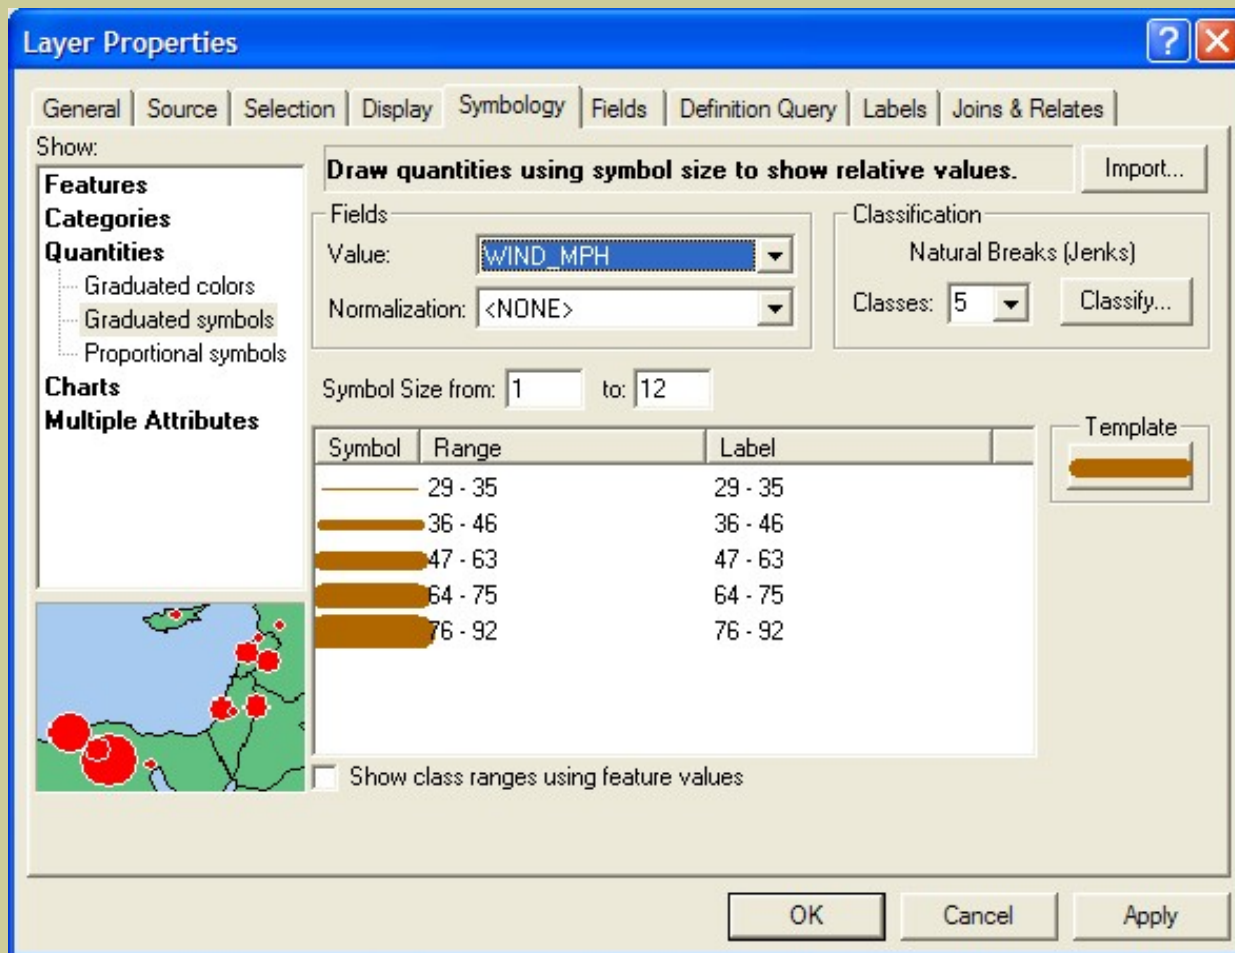 Layer Properties
General Source Selection Display Symbology Fields Definition Query Labels Joins & Relates
Show:
Features
Categories
Quantities
Graduated colors
Graduated symbols
Proportional symbols
Charts
Multiple Attributes
Draw quantities using symbol size to show relative values.
Import...
Fields
Value: WIND_MPH
Normalization: <NONE>
Classification
Natural Breaks (Jenks)
Classes: 5 Classify...
Symbol Size from: 1 to: 12
Symbol Range Label
29 - 35 29 - 35
36 - 46 36 - 46
47 - 63 47 - 63
64 - 75 64 - 75
76 - 92 76 - 92
Template
Show class ranges using feature values
OK Cancel Apply